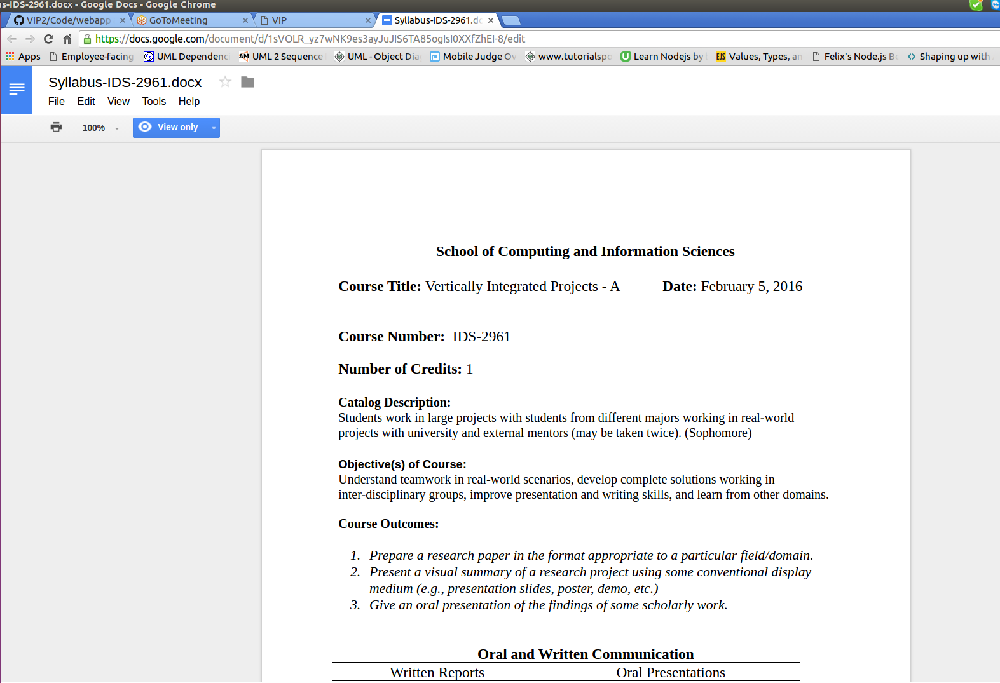 us-IDS-2961.docx - Google Docs - Google Chrome
VIP2/Code/webapp
GoToMeeting
VIP
Syllabus-IDS-2961.do
https://docs.google.com/document/d/1sVOLR_yz7wNK9es3ayJuJIS6TA85ogIsI0XXfZhEI-8/edit
Apps Employee-facing UML Dependenc AM UML 2 Sequence UML - Object Dia Mobile Judge Ov www.tutorialspo U Learn Nodejs by EJS Values, Types, an Felix's Node.js Be Shaping up with
Syllabus-IDS-2961.docx
File Edit View Tools Help
100% View only
School of Computing and Information Sciences
Course Title: Vertically Integrated Projects - A Date: February 5, 2016
Course Number: IDS-2961
Number of Credits: 1
Catalog Description:
Students work in large projects with students from different majors working in real-world
projects with university and external mentors (may be taken twice). (Sophomore)
Objective(s) of Course:
Understand teamwork in real-world scenarios, develop complete solutions working in
inter-disciplinary groups, improve presentation and writing skills, and learn from other domains.
Course Outcomes:
1. Prepare a research paper in the format appropriate to a particular field/domain.
2. Present a visual summary of a research project using some conventional display
medium (e.g., presentation slides, poster, demo, etc.)
3. Give an oral presentation of the findings of some scholarly work.
Oral and Written Communication
Written Reports Oral Presentations